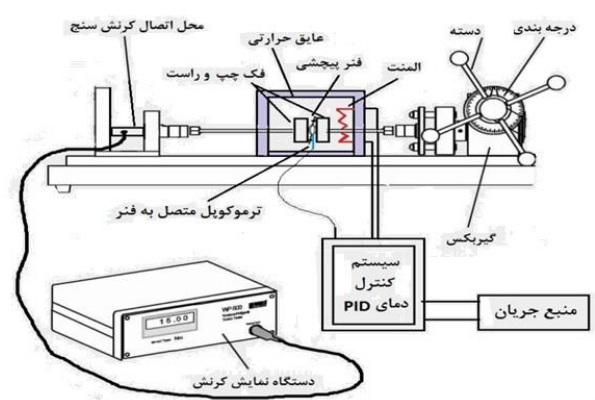 محل اتصال کرنش سنج
عایق حرارتی
فنر پیچشی
فک چپ و راست
المنت
دسته
درجه بندی
ترموکوپل متصل به فنر
گیربکس
سیستم
کنترل
دمای PID
منبع جریان
15.00
دستگاه نمایش کرنش